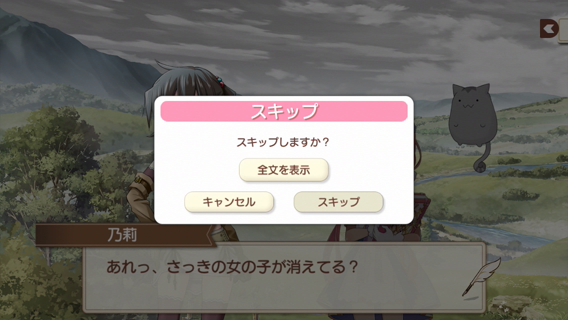 スキップ
スキップしますか？
全文を表示
キャンセル
スキップ
乃莉
あれっ、さっきの女の子が消えてる？